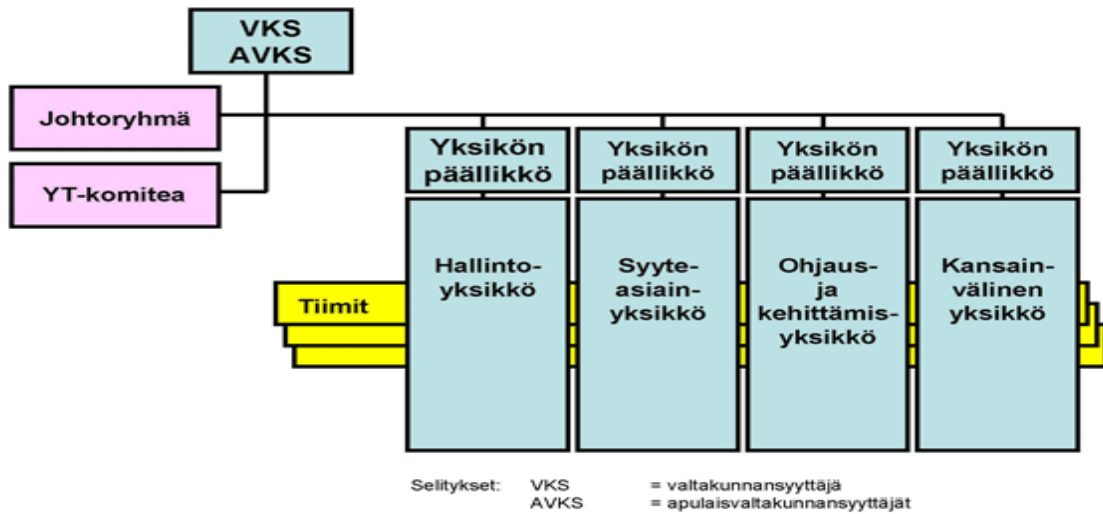 VKS
AVKS
Johtoryhmä
YT-komitea
Yksikön
päällikkö
Yksikön
päällikkö
Yksikön
päällikkö
Yksikön
päällikkö
Hallinto-
yksikkö
Syyte-
asiain-
yksikkö
Ohjaus-
ja
kehittämis-
yksikkö
Kansain-
välinen
yksikkö
Tiimit
Selitykset: VKS = valtakunnansyyttäjä
AVKS = apulaisvaltakunnansyyttäjät